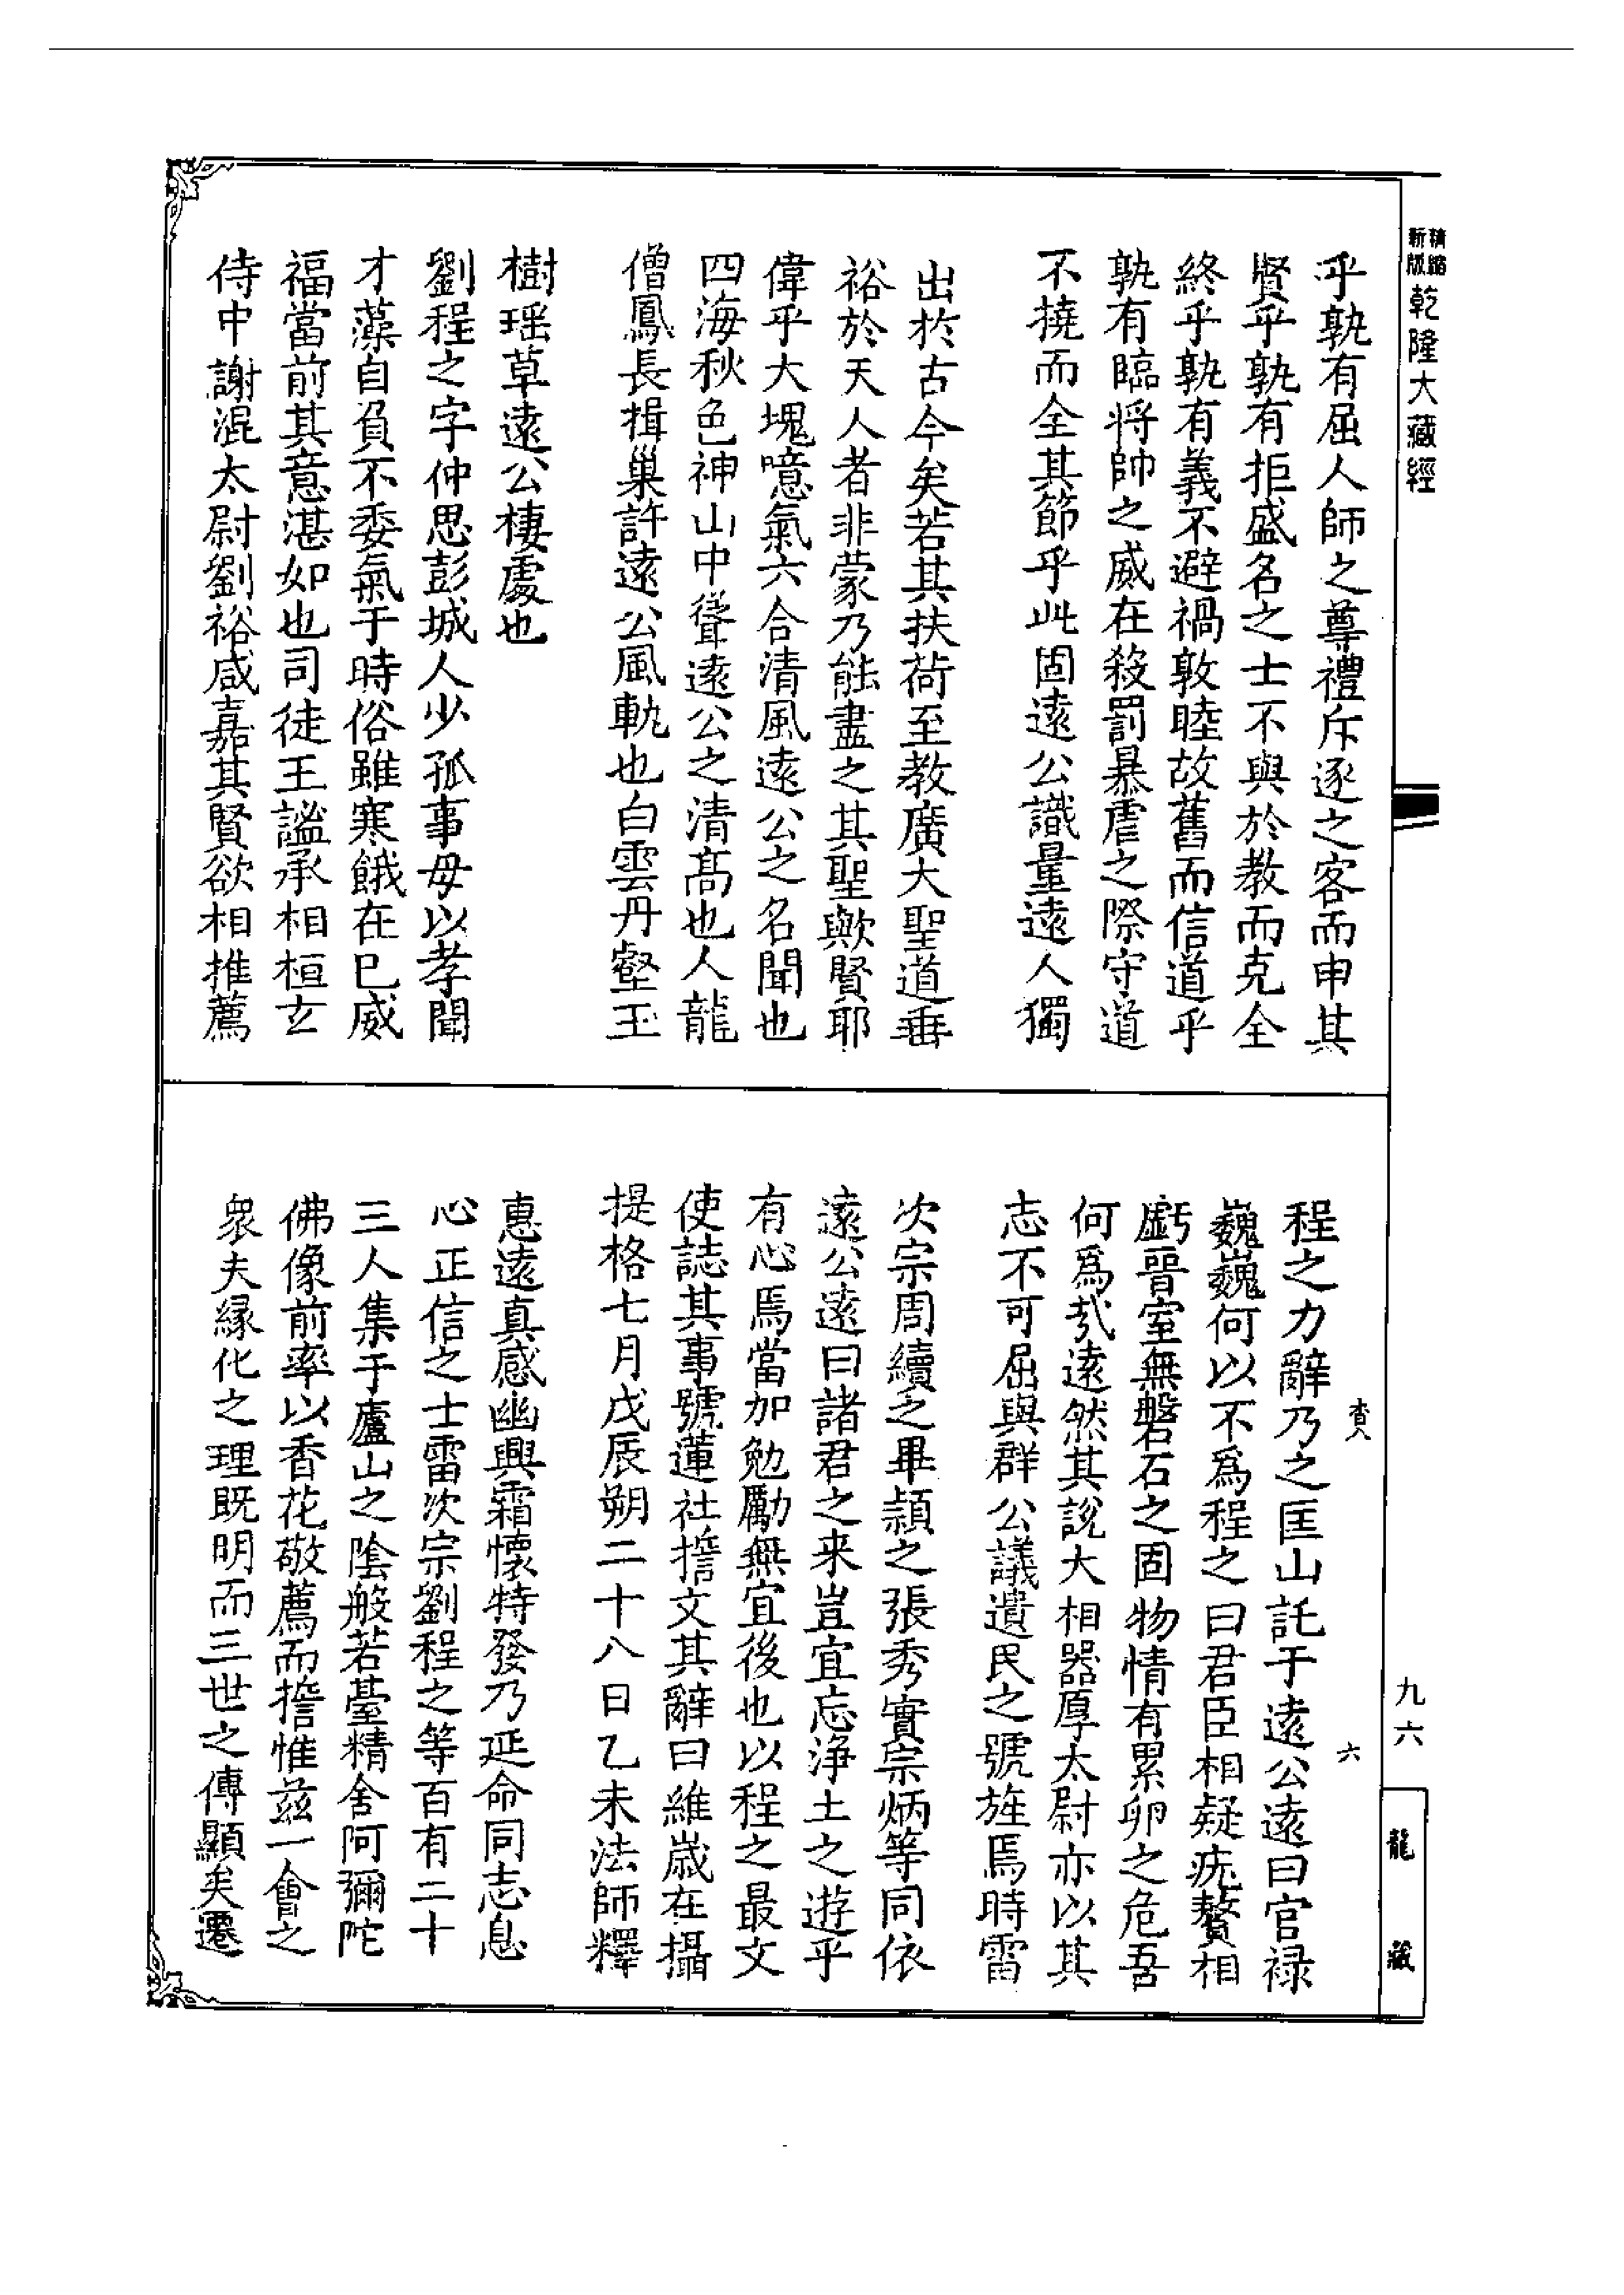 精縮新版乾隆大藏經
乎孰有屈人師之尊禮斥逐之客而申其
賢乎孰有拒盛名之士不與於教而克全
終乎孰有義不避禍敦睦故舊而信道乎
孰有臨將帥之威在殺罰暴虐之際守道
不撓而全其節乎此固遠公識量遠人獨
出於古今矣若其扶荷至教廣大聖道垂
裕於天人者非蒙乃能盡之其聖歟賢耶
偉乎大塊噫氣六合清風遠公之名聞也
四海秋色神山中聳遠公之清髙也人龍
僧鳳長揖巢許遠公風軌也白雲丹壑玉
樹瑶草遠公棲處也
劉程之字仲思彭城人少孤事母以孝聞
才藻自負不委氣于時俗雖寒餓在已威
福當前其意湛如也司徒王謐承相桓玄
侍中謝混太尉劉裕咸嘉其賢欲相推薦
程之力辭乃之匡山託于遠公遠曰官禄
巍巍何以不為程之曰君臣相疑疣贅相
虧晉室無磐石之固物情有累卵之危吾
何爲㢤遠然其說大相器厚太尉亦以其
志不可屈與群公議遺民之號旌焉時雷
次宗周續之畢頴之張秀實宗炳等同依
遠公遠曰諸君之来豈宜忘淨土之遊乎
有心焉當加勉勵無宜後也以程之最文
使誌其事號蓮社㨾文其辭曰維嵗在攝
提格七月戊辰朔二十八日乙未法師釋
惠遠真感幽興霜懷特發乃延命同志息
心正信之士雷次宗劉程之等百有二十
三人集于廬山之陰般若臺精舍阿彌陀
佛像前率以香花敬薦而㨾惟兹一會之
衆夫縁化之理既明而三世之傳顯矣遷
六
九六
龍藏